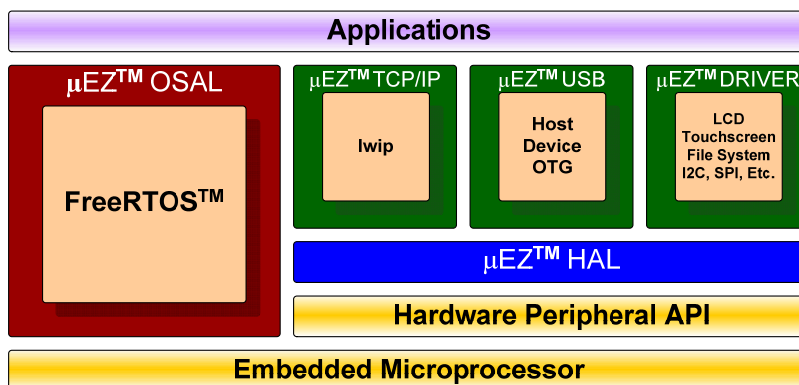 Applications
µEZ™ OSAL
FreeRTOS™
µEZ™ TCP/IP
lwip
µEZ™ USB
Host
Device
OTG
µEZ™ DRIVER
LCD
Touchscreen
File System
I2C, SPI, Etc.
µEZ™ HAL
Hardware Peripheral API
Embedded Microprocessor